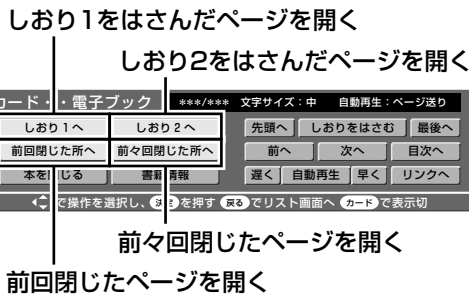 しおり1をはさんだページを開く
しおり2をはさんだページを開く
カード・・電子ブック ***/*** 文字サイズ：中 自動再生：ページ送り
しおり1へ しおり2へ 先頭へ しおりをはさむ 最後へ
前回閉じた所へ 前々回閉じた所へ 前へ 次へ 目次へ
本を じる 書籍情報 遅く 自動再生 早く リンクへ
で操作を選択し、決定を押す 戻るでリスト画面へ カードで表示切
前々回閉じたページを開く
前回閉じたページを開く